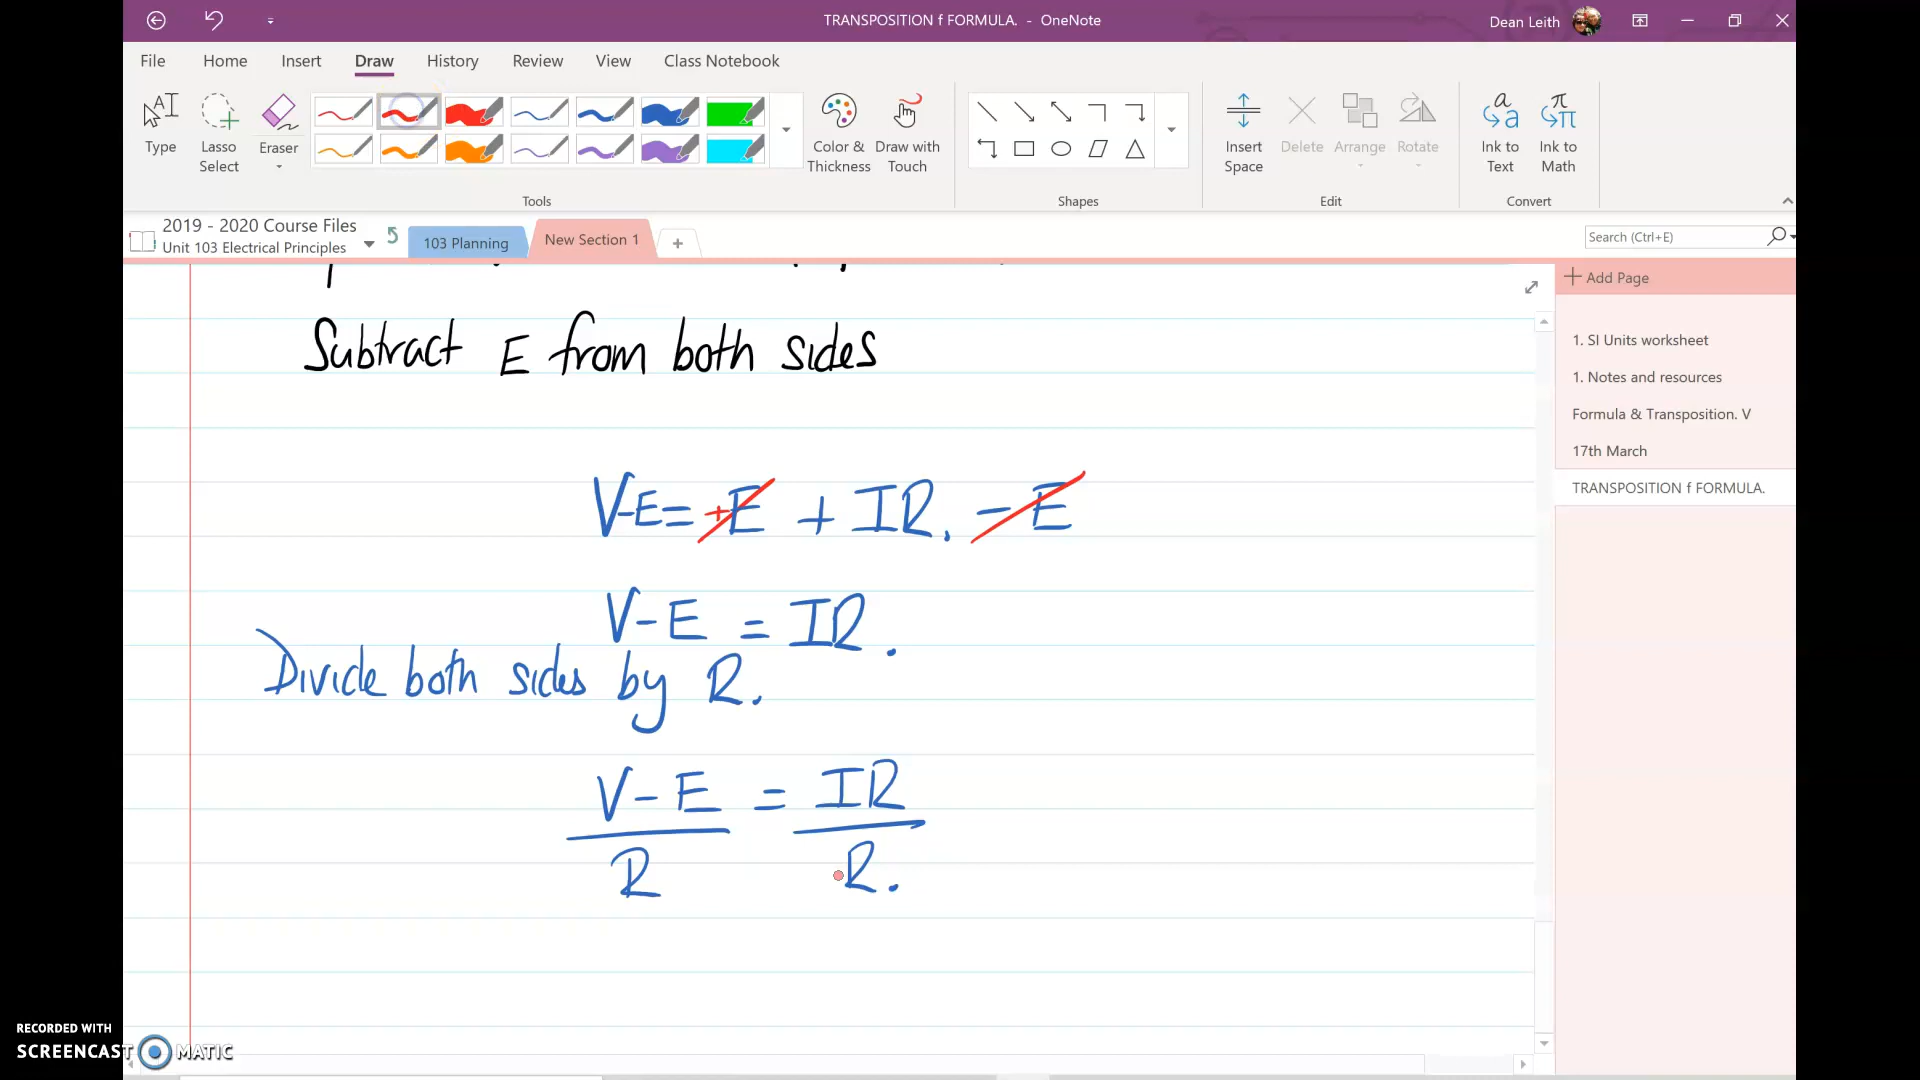 TRANSPOSITION f FORMULA. - OneNote
Dean Leith
File Home Insert Draw History Review View Class Notebook
Type
Lasso Select
Eraser
Color & Thickness
Draw with Touch
Insert Space
Delete
Arrange
Rotate
Ink to Text
Ink to Math
Tools
Shapes
Edit
Convert
2019 - 2020 Course Files
Unit 103 Electrical Principles
103 Planning
New Section 1
Search (Ctrl+E)
Add Page
1. SI Units worksheet
1. Notes and resources
Formula & Transposition. V
17th March
TRANSPOSITION f FORMULA.
Subtract E from both sides
V-E = +E + IR. - E
V - E = IR.
Divide both sides by R.
V - E = IR
R R.
RECORDED WITH
SCREENCAST MATIC